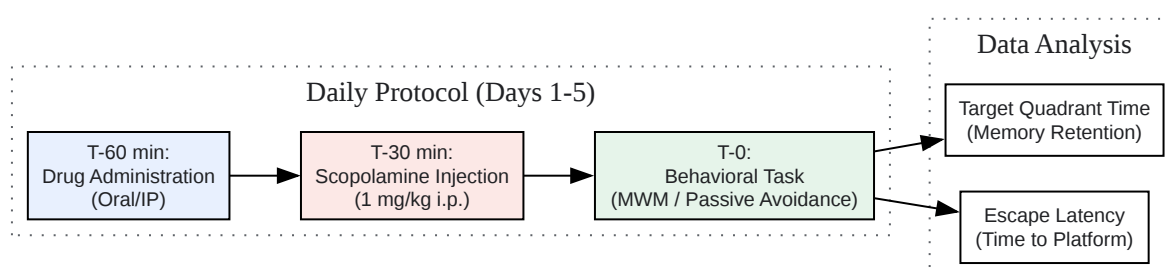 Data Analysis
Daily Protocol (Days 1-5)
T-60 min:
Drug Administration
(Oral/IP)
T-30 min:
Scopolamine Injection
(1 mg/kg i.p.)
T-0:
Behavioral Task
(MWM / Passive Avoidance)
Target Quadrant Time
(Memory Retention)
Escape Latency
(Time to Platform)